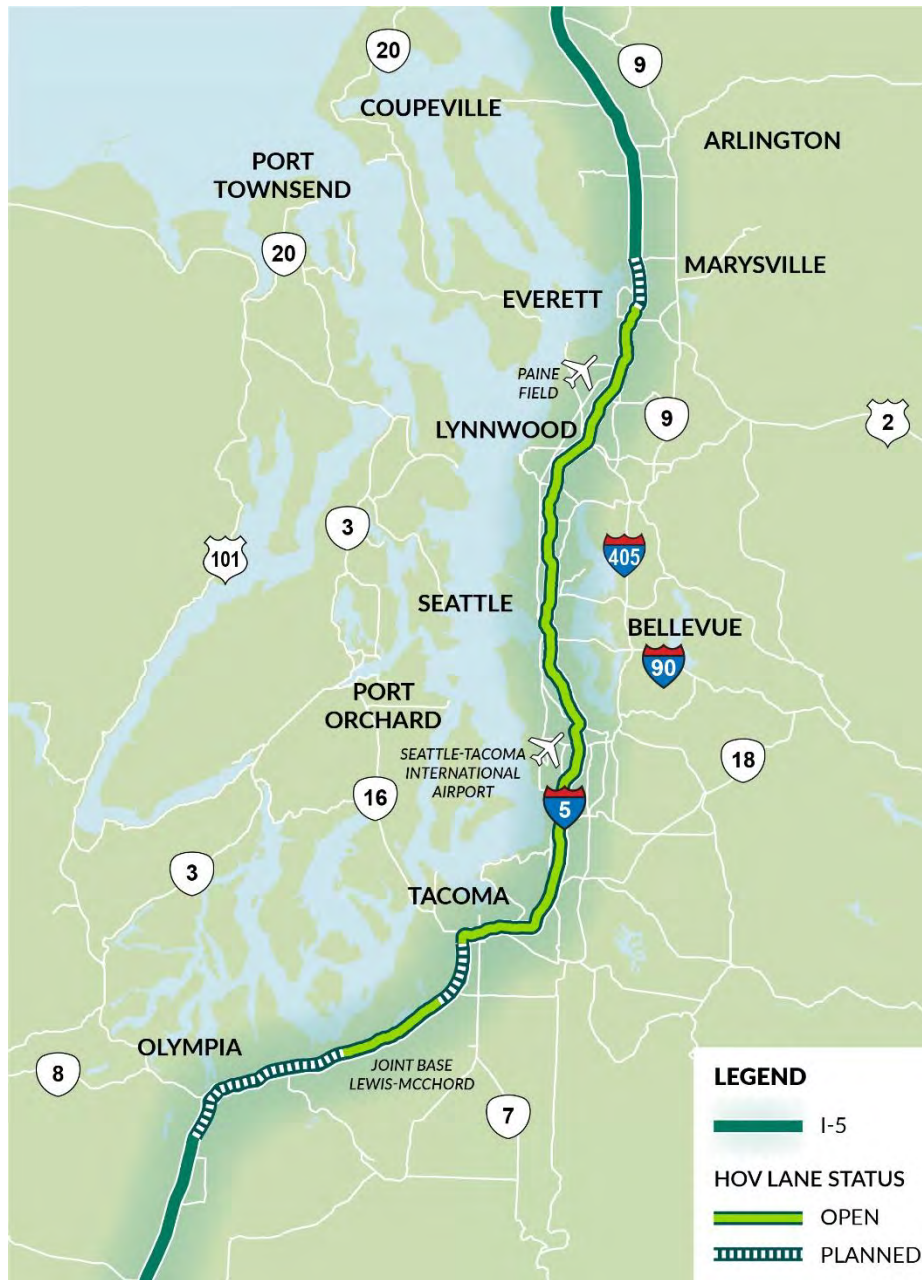 20
9
COUPEVILLE
ARLINGTON
PORT
TOWNSEND
20
MARYSVILLE
EVERETT
PAINE
FIELD
LYNNWOOD
9
2
3
101
405
SEATTLE
BELLEVUE
90
PORT
ORCHARD
SEATTLE-TACOMA
INTERNATIONAL
AIRPORT
18
16
5
3
TACOMA
OLYMPIA
JOINT BASE
LEWIS-MCCHORD
8
7
LEGEND
I-5
HOV LANE STATUS
OPEN
PLANNED